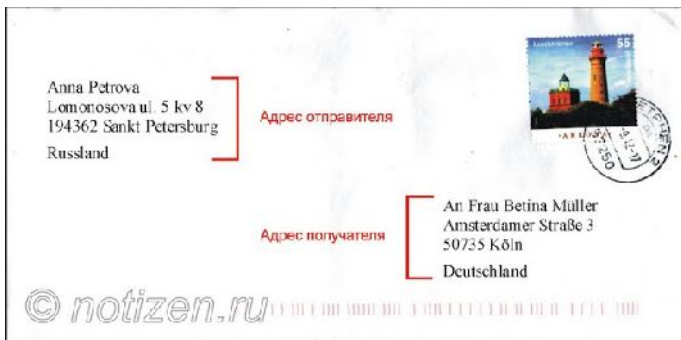 Anna Petrova
Lomonosova ul. 5 kv 8
194362 Sankt Petersburg
Russland
Адрес отправителя
55
An Frau Betina Müller
Amsterdamer Straße 3
50735 Köln
Deutschland
Адрес получателя
© notizen.ru